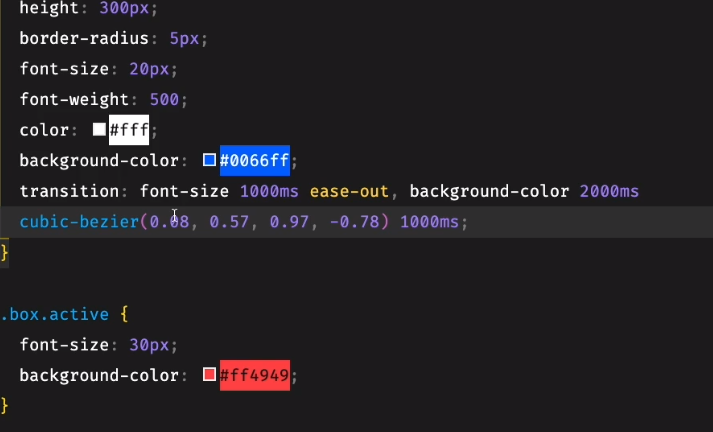 height: 300px;
border-radius: 5px;
font-size: 20px;
font-weight: 500;
color: #fff;
background-color: #0066ff;
transition: font-size 1000ms ease-out, background-color 2000ms
cubic-bezier(0.68, 0.57, 0.97, -0.78) 1000ms;
}
.box.active {
font-size: 30px;
background-color: #ff4949;
}